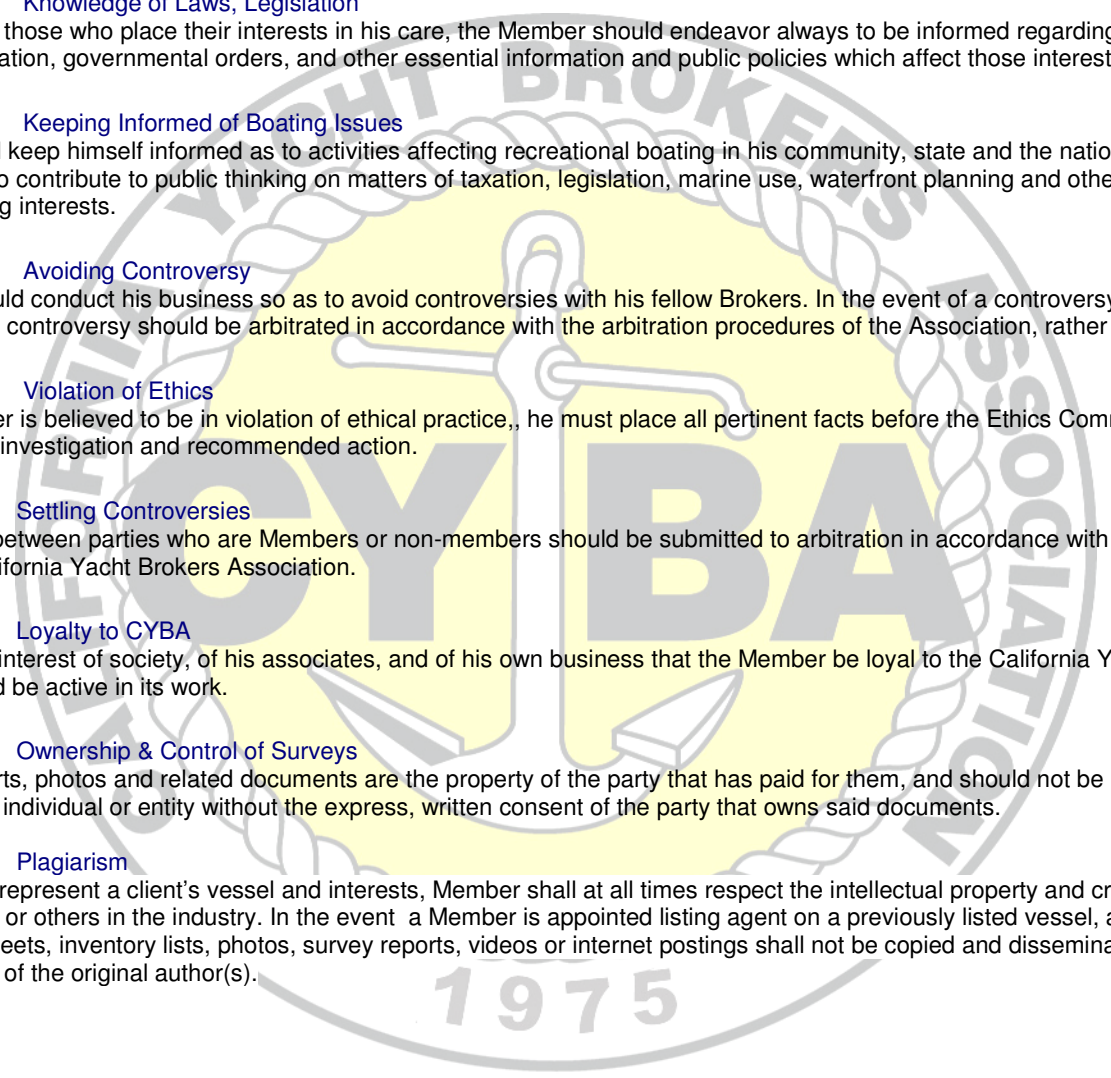 Knowledge of Laws, Legislation
those who place their interests in his care, the Member should endeavor always to be informed regarding
ation, governmental orders, and other essential information and public policies which affect those interest
Keeping Informed of Boating Issues
keep himself informed as to activities affecting recreational boating in his community, state and the natio
o contribute to public thinking on matters of taxation, legislation, marine use, waterfront planning and othe
g interests.
Avoiding Controversy
uld conduct his business so as to avoid controversies with his fellow Brokers. In the event of a controversy
controversy should be arbitrated in accordance with the arbitration procedures of the Association, rather
Violation of Ethics
er is believed to be in violation of ethical practice,, he must place all pertinent facts before the Ethics Com
investigation and recommended action.
Settling Controversies
between parties who are Members or non-members should be submitted to arbitration in accordance with
ifornia Yacht Brokers Association.
Loyalty to CYBA
interest of society, of his associates, and of his own business that the Member be loyal to the California Y
d be active in its work.
Ownership & Control of Surveys
rts, photos and related documents are the property of the party that has paid for them, and should not be
individual or entity without the express, written consent of the party that owns said documents.
Plagiarism
represent a client's vessel and interests, Member shall at all times respect the intellectual property and cr
or others in the industry. In the event  a Member is appointed listing agent on a previously listed vessel, a
eets, inventory lists, photos, survey reports, videos or internet postings shall not be copied and dissemina
of the original author(s).
CALIFORNIA YACHT BROKERS ASSOCIATION
CYBA
1975